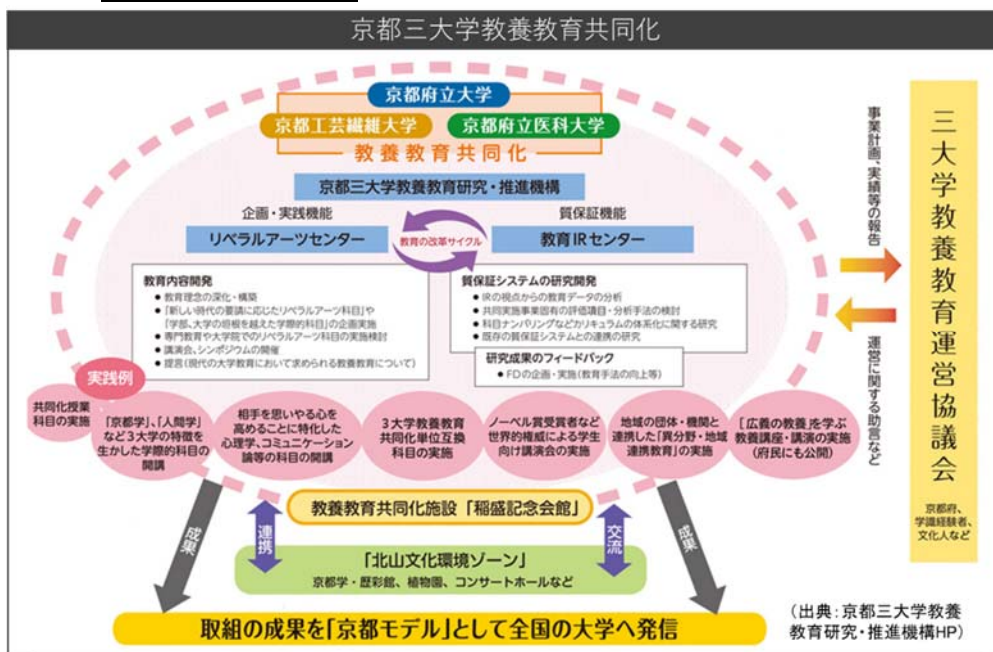 京都三大学教養教育共同化
京都府立大学
京都工芸繊維大学
京都府立医科大学
教養教育共同化
京都三大学教養教育研究・推進機構
企画・実践機能
リベラルアーツセンター
教育の改革サイクル
質保証機能
教育IRセンター
教育内容開発
● 教育理念の深化・構築
● 「新しい時代の要請に応じたリベラルアーツ科目」や
「学部、大学の垣根を越えた学際的科目」の企画実施
● 専門教育や大学院でのリベラルアーツ科目の実施検討
● 講演会、シンポジウムの開催
● 提言(現代の大学教育において求められる教養教育について)
質保証システムの研究開発
● IRの視点からの教育データの分析
● 共同実施事業固有の評価項目・分析手法の検討
● 科目ナンバリングなどカリキュラムの体系化に関する研究
● 既存の質保証システムとの連携の研究
研究成果のフィードバック
● FDの企画・実施(教育手法の向上等)
実践例
共同化授業
科目の実施
「京都学」、「人間学」
など3大学の特徴を
生かした学際的科目の
開講
相手を思いやる心を
高めることに特化した
心理学、コミュニケーション
論等の科目の開講
3大学教養教育
共同化単位互換
科目の実施
ノーベル賞受賞者など
世界的権威による学生
向け講演会の実施
地域の団体・機関と
連携した「異分野・地域
連携教育」の実施
「広義の教養」を学ぶ
教養講座・講演の実施
(府民にも公開)
教養教育共同化施設「稲盛記念会館」
成果
連携
交流
成果
「北山文化環境ゾーン」
京都学・歴彩館、植物園、コンサートホールなど
取組の成果を「京都モデル」として全国の大学へ発信
事業計画、実績等の報告
運営に関する助言など
三大学教養教育運営協議会
京都府、
学識経験者、
文化人など
(出典:京都三大学教養
教育研究・推進機構HP)